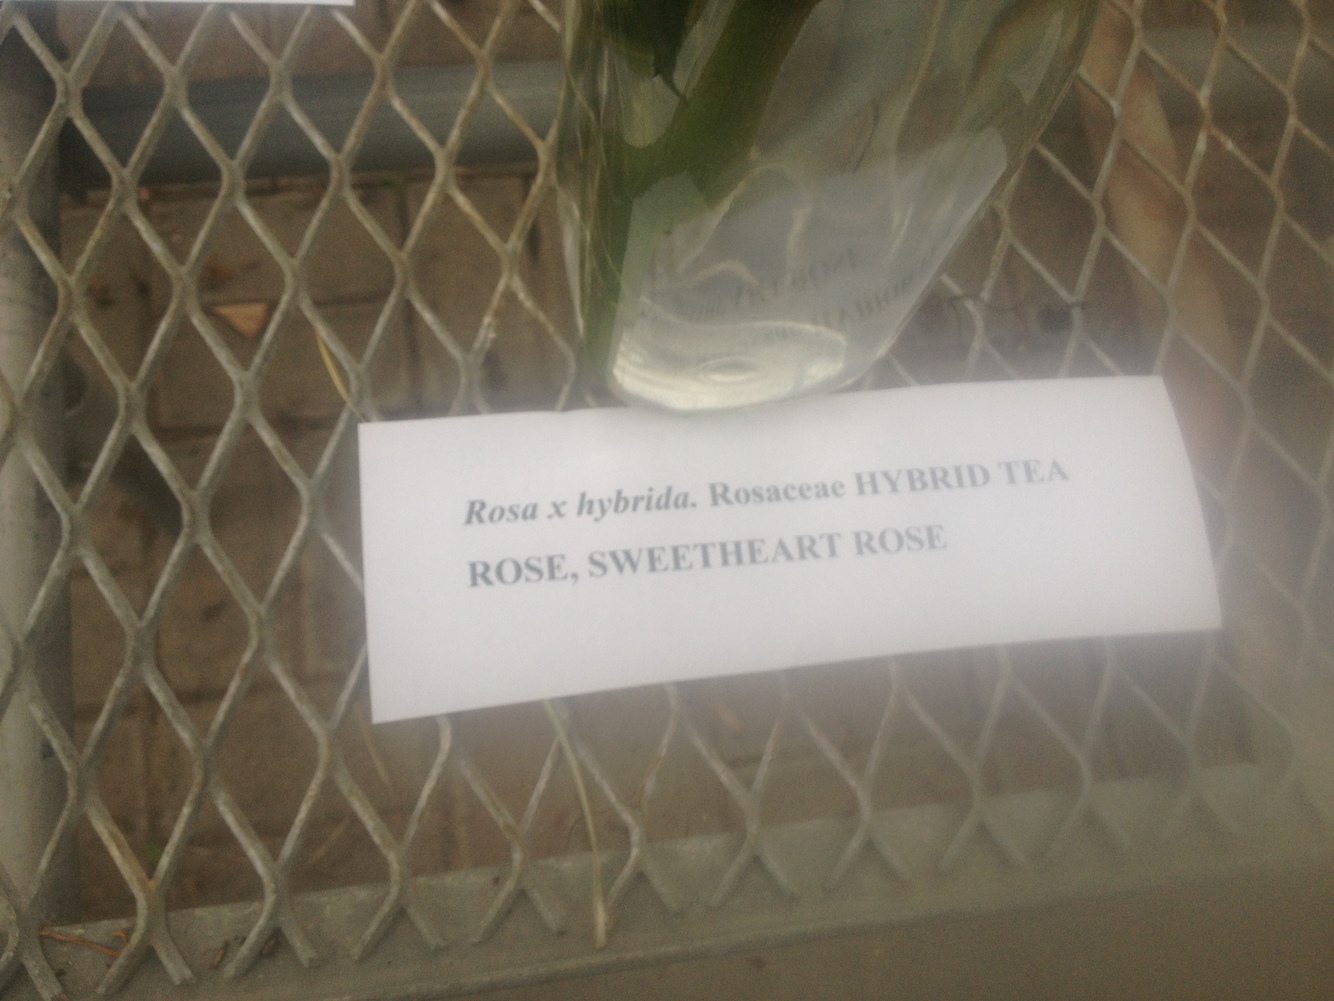 Rosa x hybrida. Rosaceae HYBRID TEA
ROSE, SWEETHEART ROSE